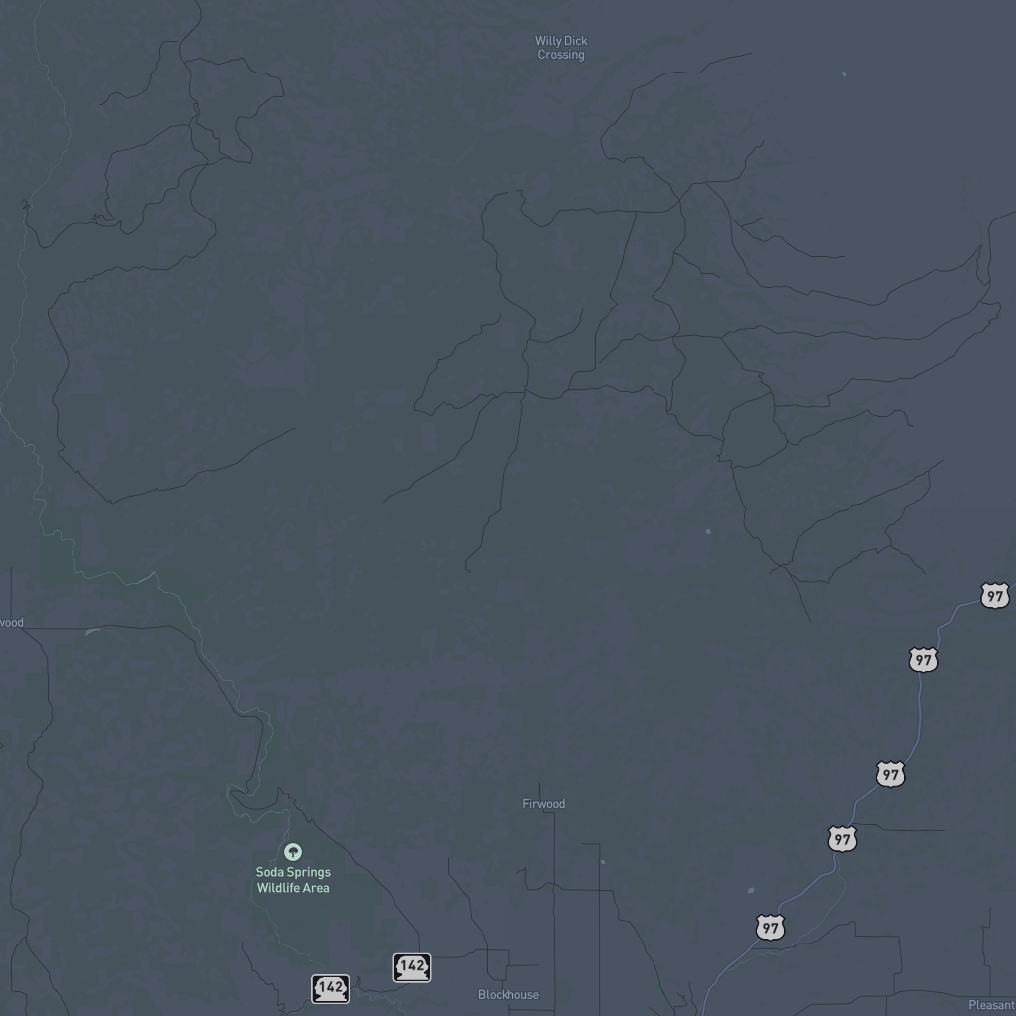 Willy Dick
Crossing
97
wood
97
97
Firwood
97
Soda Springs
Wildlife Area
97
142
142
Blockhouse
Pleasant